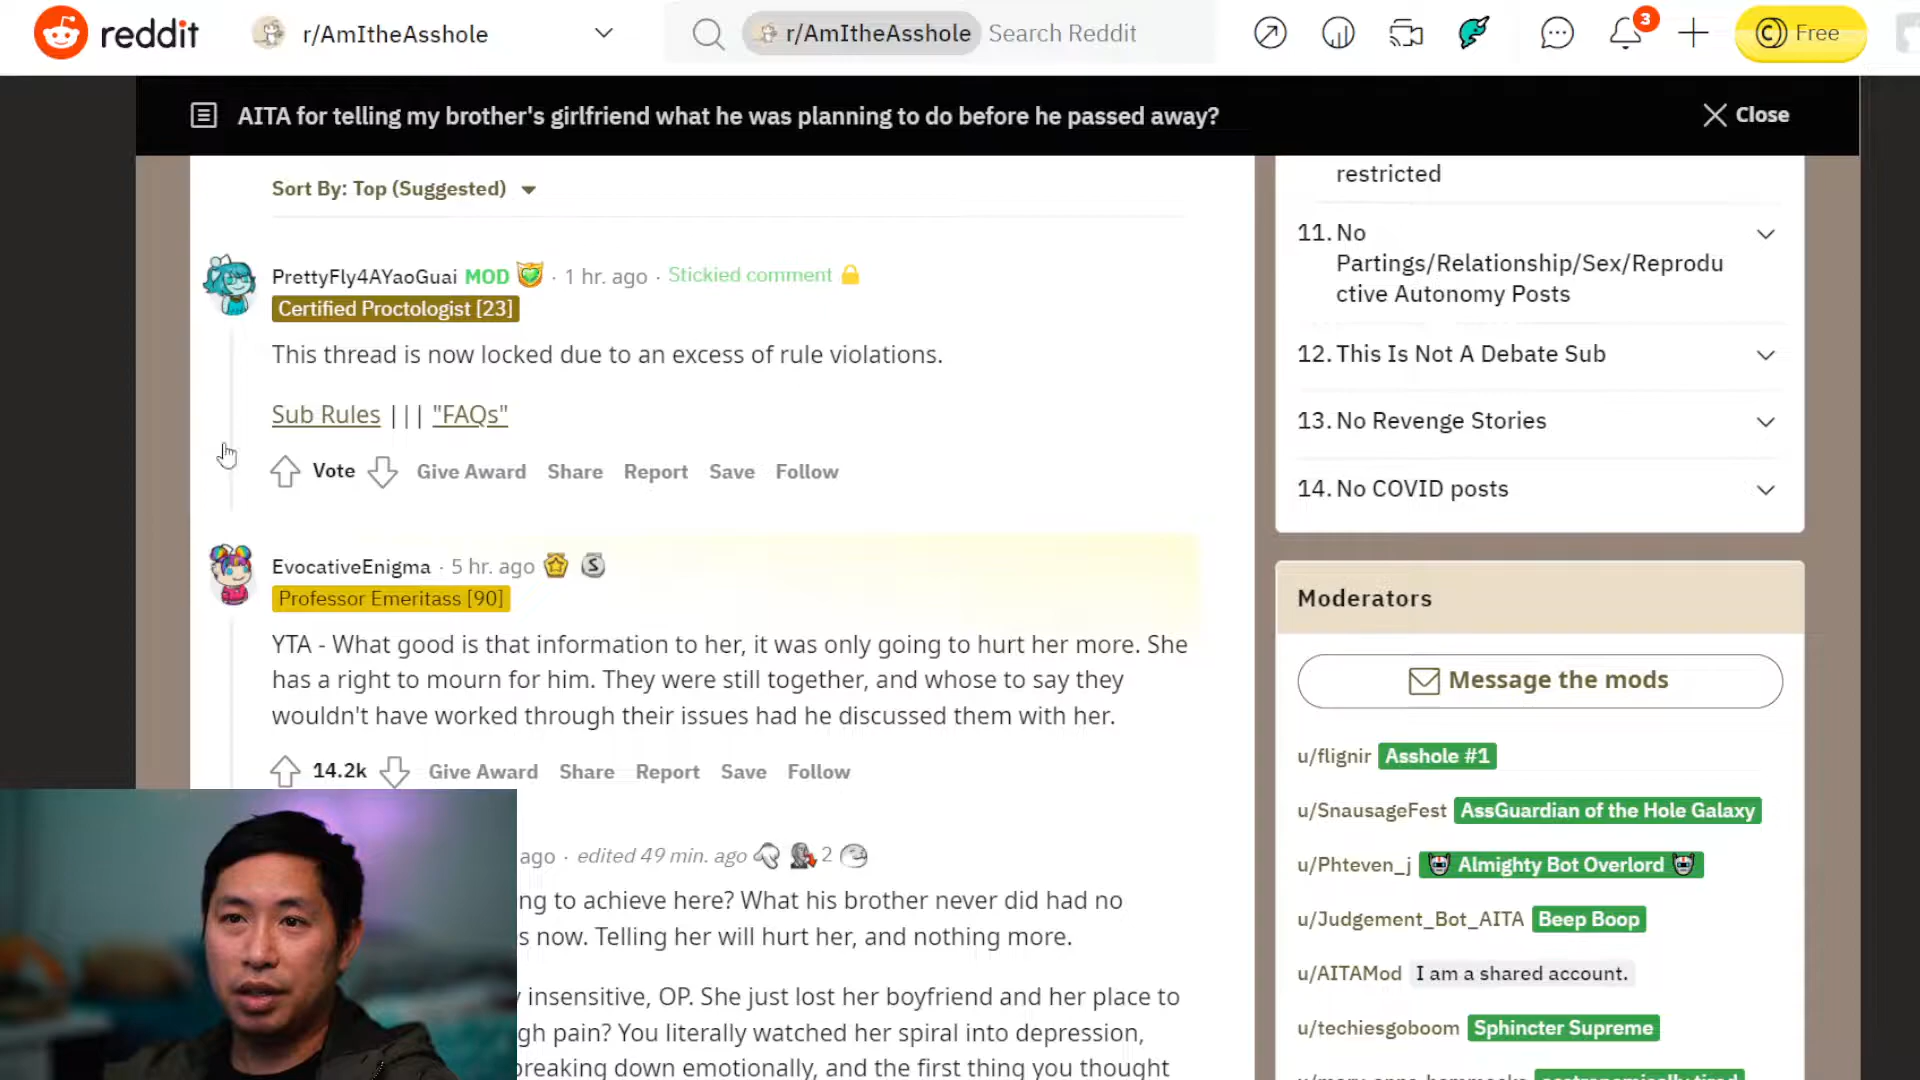 reddit r/AmItheAsshole r/AmItheAsshole Search Reddit 3 Free
AITA for telling my brother's girlfriend what he was planning to do before he passed away? Close
Sort By: Top (Suggested)
PrettyFly4AYaoGuai MOD · 1 hr. ago · Stickied comment
Certified Proctologist [23]
This thread is now locked due to an excess of rule violations.
Sub Rules ||| "FAQs"
Vote Give Award Share Report Save Follow
EvocativeEnigma · 5 hr. ago
Professor Emeritass [90]
YTA - What good is that information to her, it was only going to hurt her more. She
has a right to mourn for him. They were still together, and whose to say they
wouldn't have worked through their issues had he discussed them with her.
14.2k Give Award Share Report Save Follow
ago · edited 49 min. ago 2
ng to achieve here? What his brother never did had no
s now. Telling her will hurt her, and nothing more.
insensitive, OP. She just lost her boyfriend and her place to
gh pain? You literally watched her spiral into depression,
breaking down emotionally, and the first thing you thought
restricted
11. No
Partings/Relationship/Sex/Reprodu
ctive Autonomy Posts
12. This Is Not A Debate Sub
13. No Revenge Stories
14. No COVID posts
Moderators
Message the mods
u/flignir Asshole #1
u/SnausageFest AssGuardian of the Hole Galaxy
u/Phteven_j Almighty Bot Overlord
u/Judgement_Bot_AITA Beep Boop
u/AITAMod I am a shared account.
u/techiesgoboom Sphincter Supreme